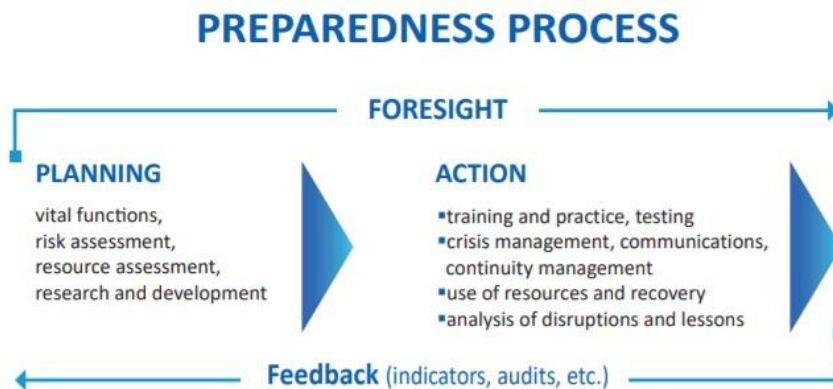 PREPAREDNESS PROCESS
FORESIGHT
PLANNING
vital functions,
risk assessment,
resource assessment,
research and development
ACTION
▪training and practice, testing
▪crisis management, communications,
continuity management
▪use of resources and recovery
▪analysis of disruptions and lessons
Feedback (indicators, audits, etc.)